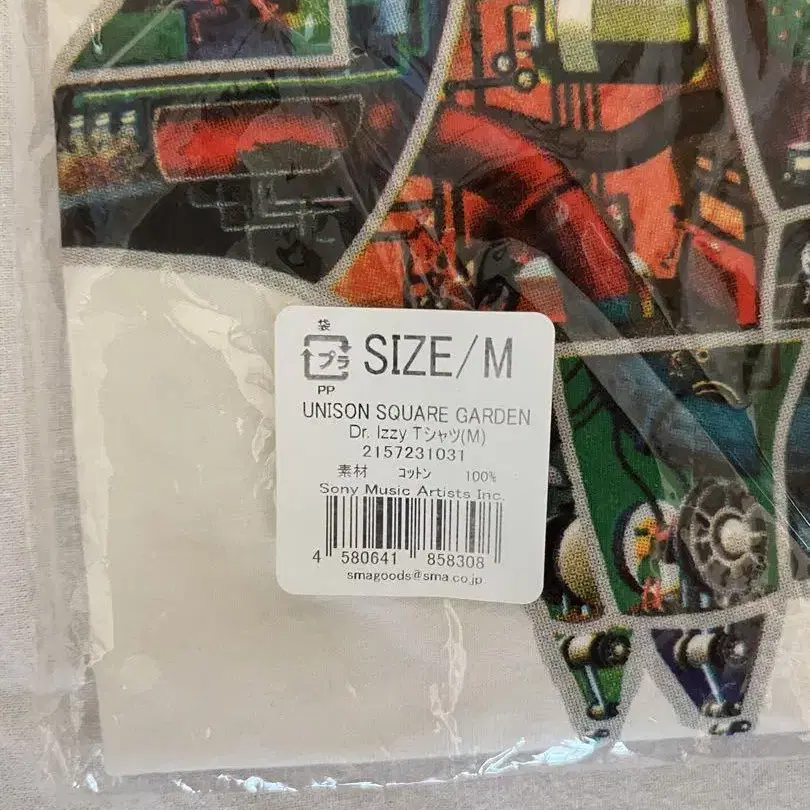 袋
プラ
SIZE/M
PP
UNISON SQUARE GARDEN
Dr. Izzy Tシャツ(M)
2157231031
素材 コットン 100%
Sony Music Artists Inc.
4 580641 858308
smagoods@sma.co.jp